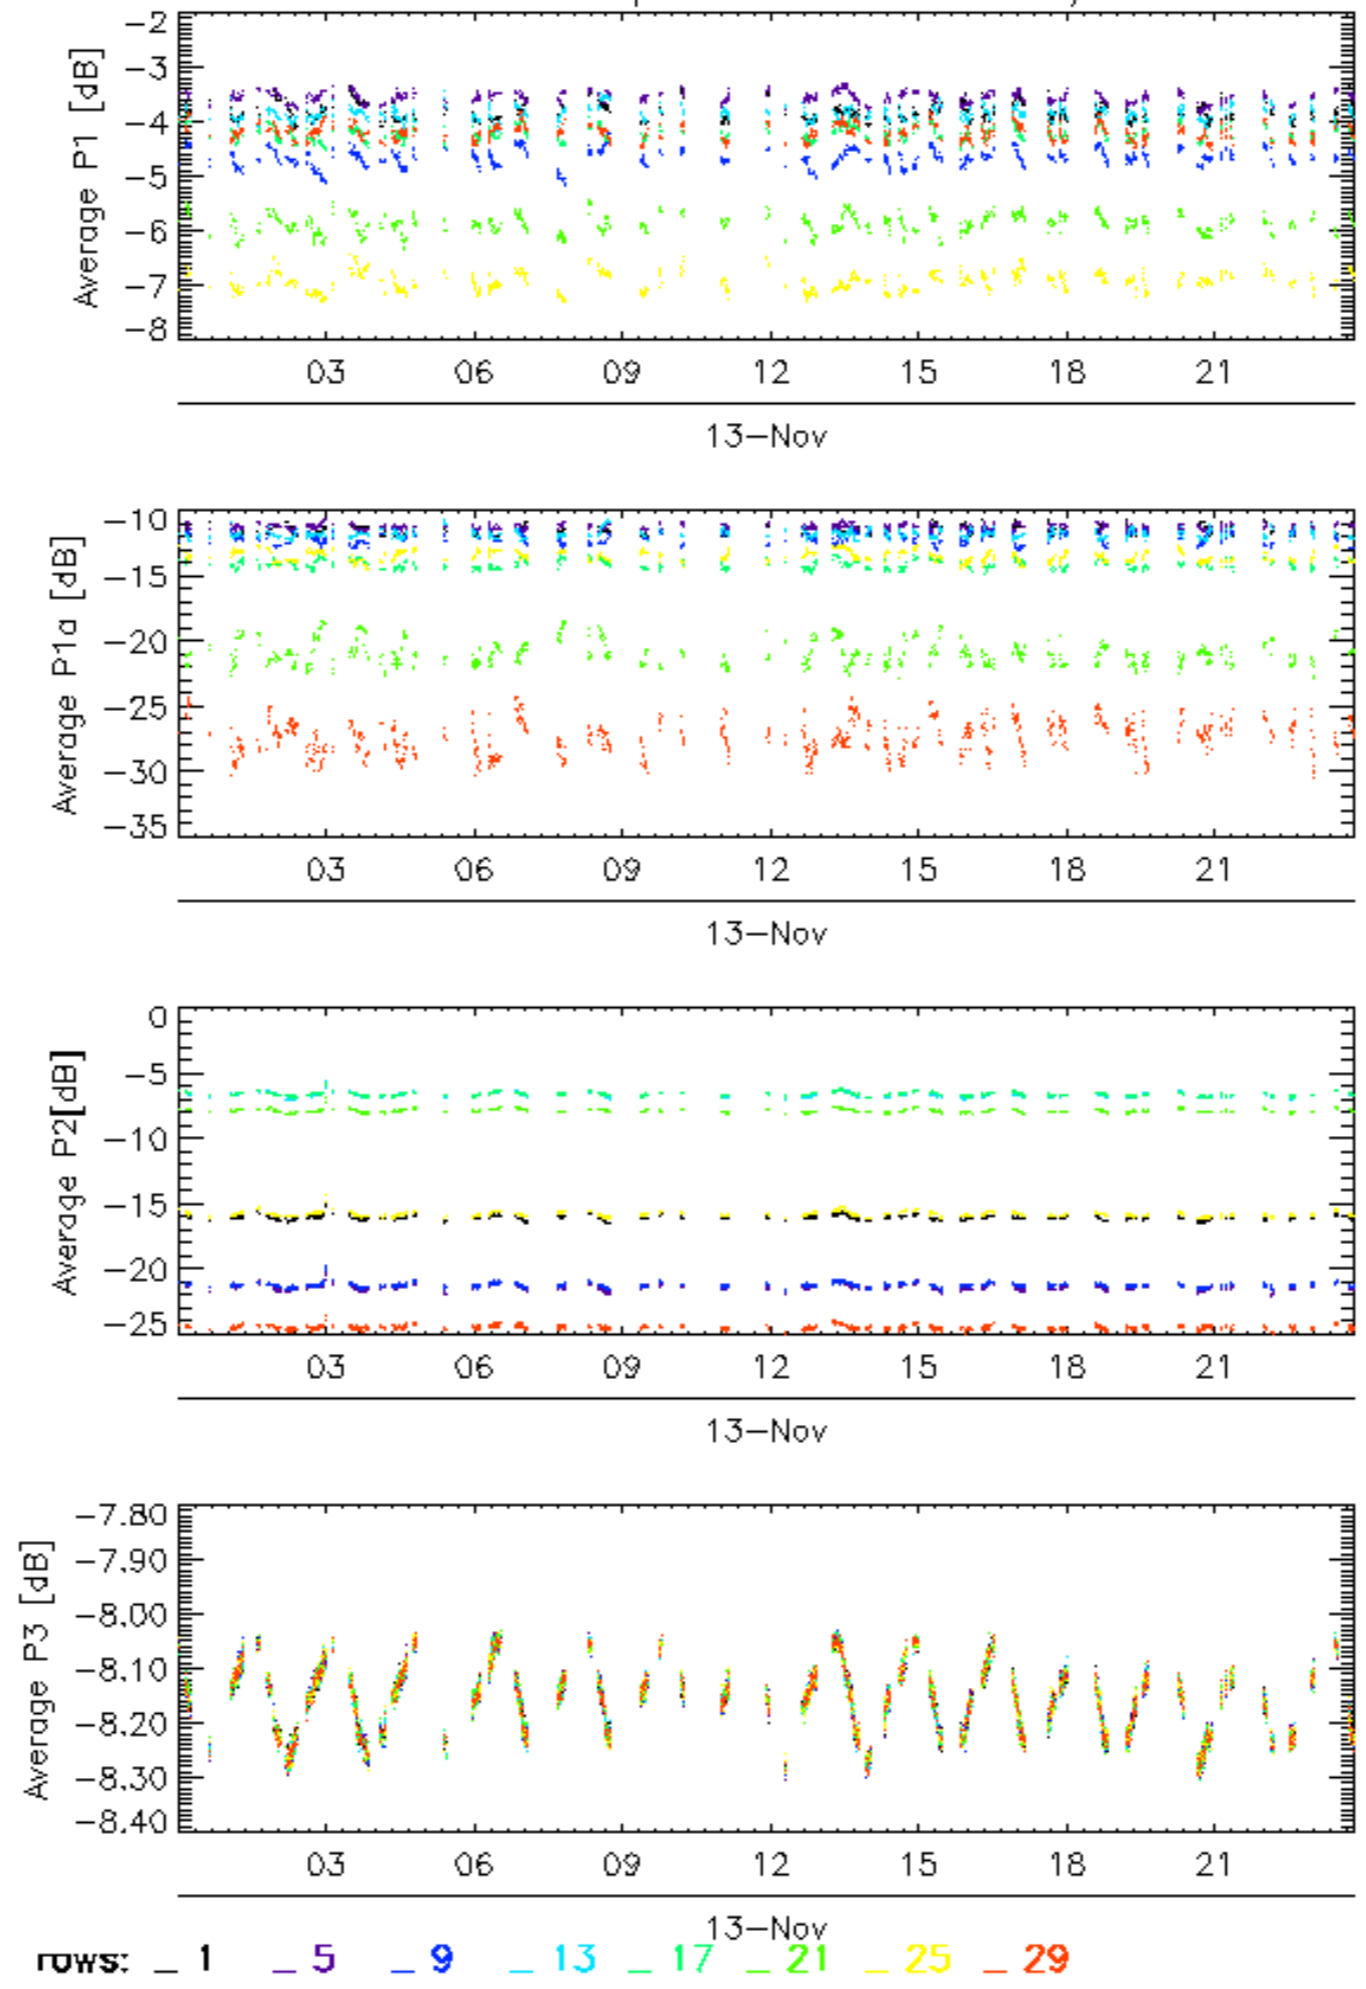 Average P1 [dB]
-2
-3
-4
-5
-6
-7
-8
03 06 09 12 15 18 21
13-Nov
Average P1a [dB]
-10
-15
-20
-25
-30
-35
03 06 09 12 15 18 21
13-Nov
Average P2[dB]
0
-5
-10
-15
-20
-25
03 06 09 12 15 18 21
13-Nov
Average P3 [dB]
-7.80
-7.90
-8.00
-8.10
-8.20
-8.30
-8.40
03 06 09 12 15 18 21
13-Nov
rows: _ 1 _ 5 _ 9 _ 13 _ 17 _ 21 _ 25 _ 29